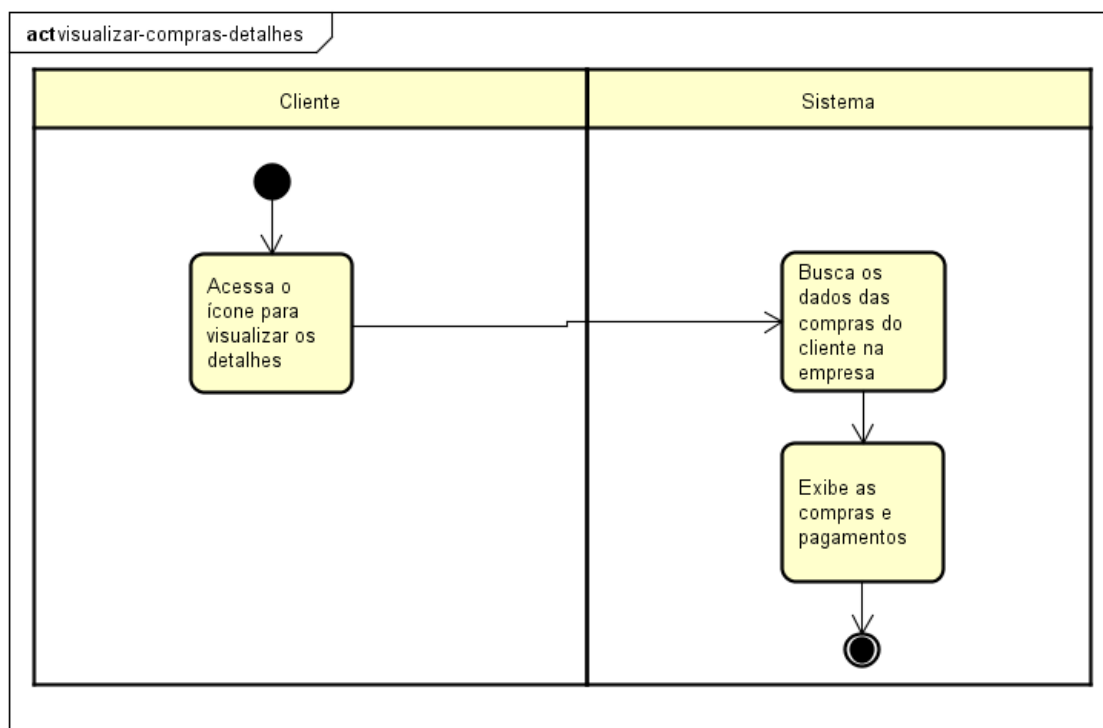 actvisualizar-compras-detalhes
Cliente
Sistema
Acessa o
ícone para
visualizar os
detalhes
Busca os
dados das
compras do
cliente na
empresa
Exibe as
compras e
pagamentos